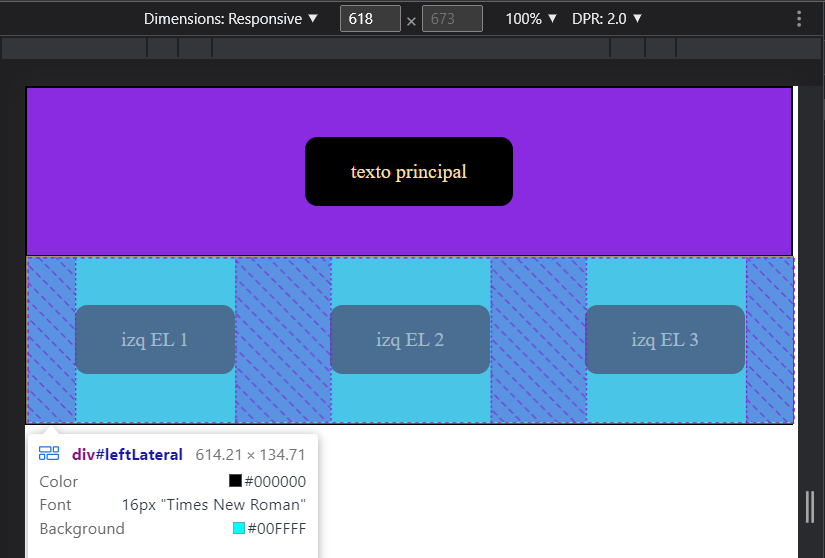 Dimensions: Responsive ▼ 618 × 673 100% ▼ DPR: 2.0 ▼
texto principal
izq EL 1 izq EL 2 izq EL 3
div#leftLateral 614.21 × 134.71
Color #000000
Font 16px "Times New Roman"
Background #00FFFF